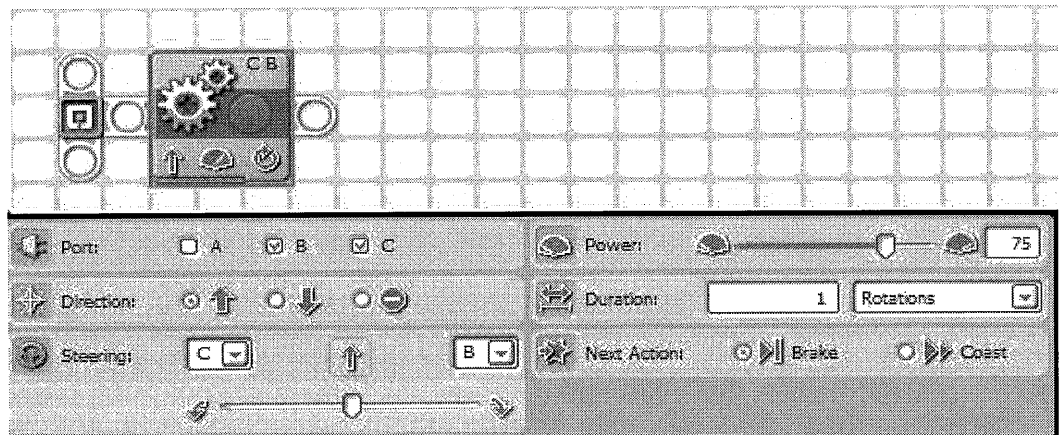 C B
Port: A B C
Power: 75
Direction:
Duration: 1 Rotations
Steering: C B
Next Action: Brake Coast